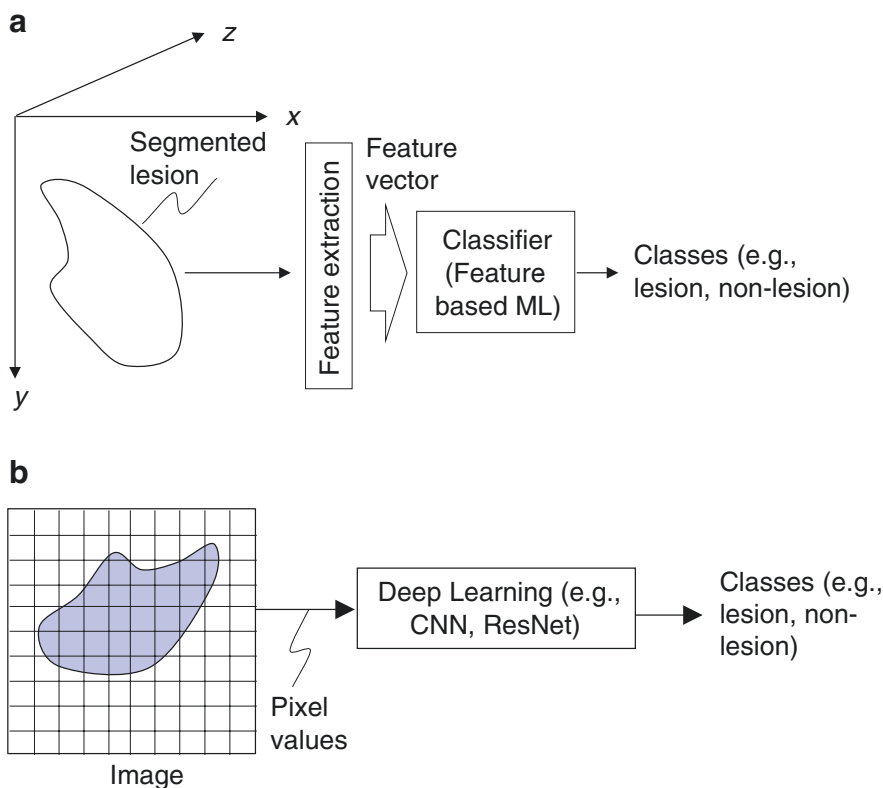 a
z
x
Segmented
lesion
y
Feature extraction
Feature
vector
Classifier
(Feature
based ML)
Classes (e.g.,
lesion, non-lesion)
b
Image
Pixel
values
Deep Learning (e.g.,
CNN, ResNet)
Classes (e.g.,
lesion, non-
lesion)